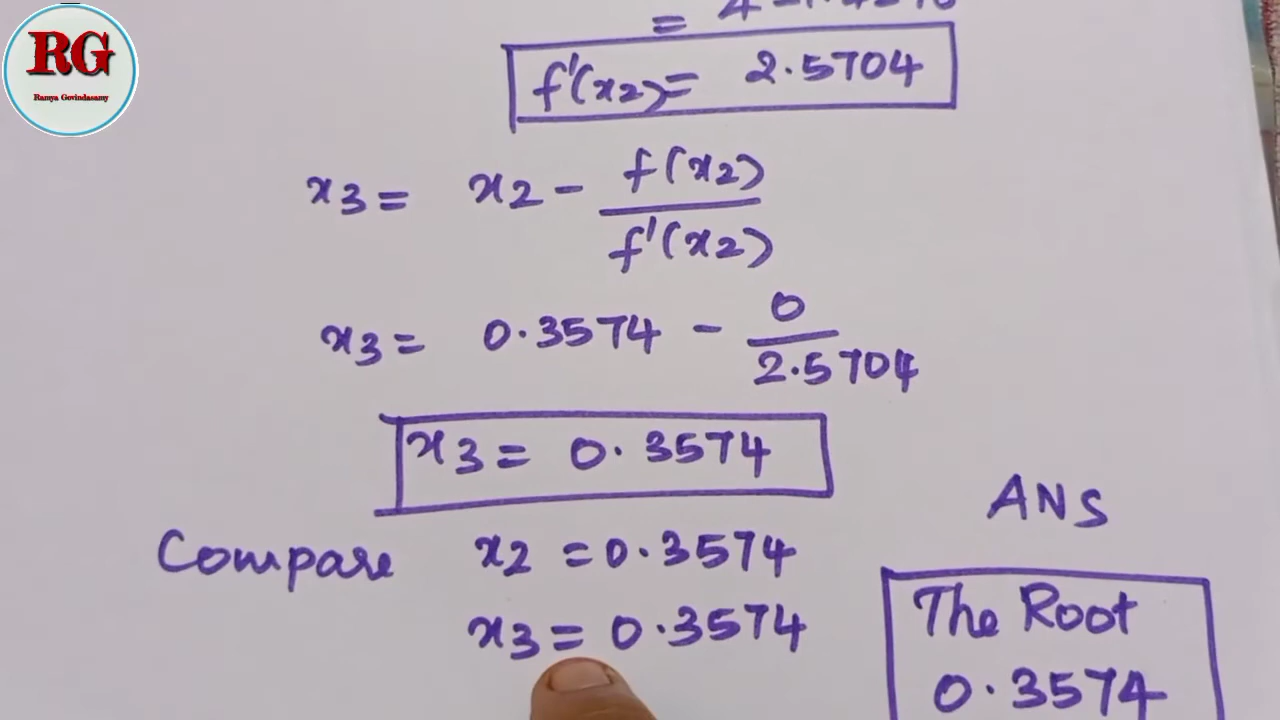 RG
Ramya Govindasamy
=
f'(x2)= 2.5704
x3 = x2 - f(x2)
f'(x2)
x3 = 0.3574 - 0
2.5704
x3 = 0.3574
Compare x2 = 0.3574
x3 = 0.3574
ANS
The Root
0.3574